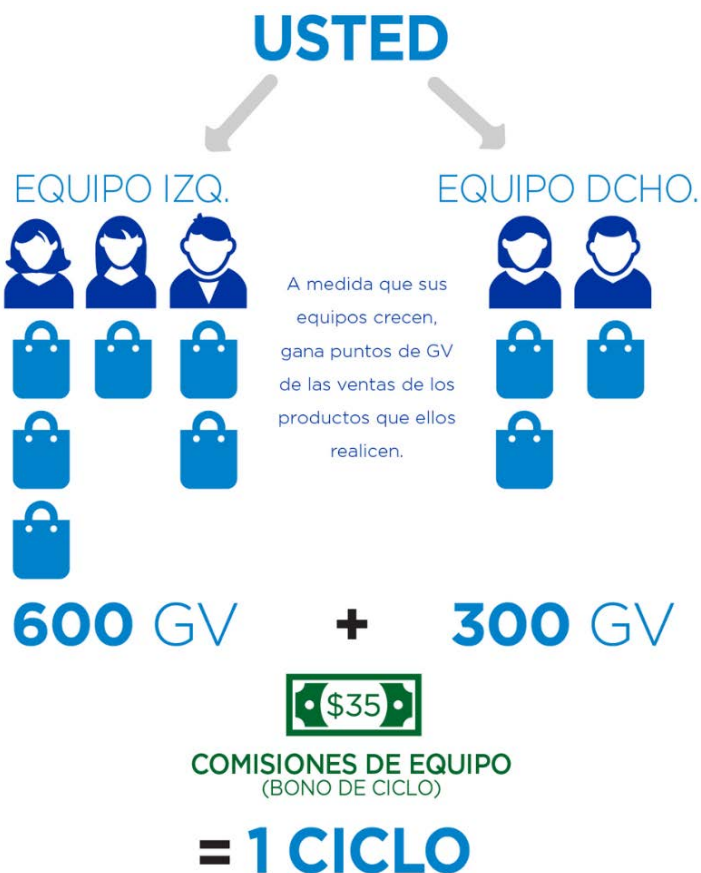 USTED
EQUIPO IZQ.
EQUIPO DCHO.
A medida que sus
equipos crecen,
gana puntos de GV
de las ventas de los
productos que ellos
realicen.
600 GV + 300 GV
$35
COMISIONES DE EQUIPO
(BONO DE CICLO)
= 1 CICLO